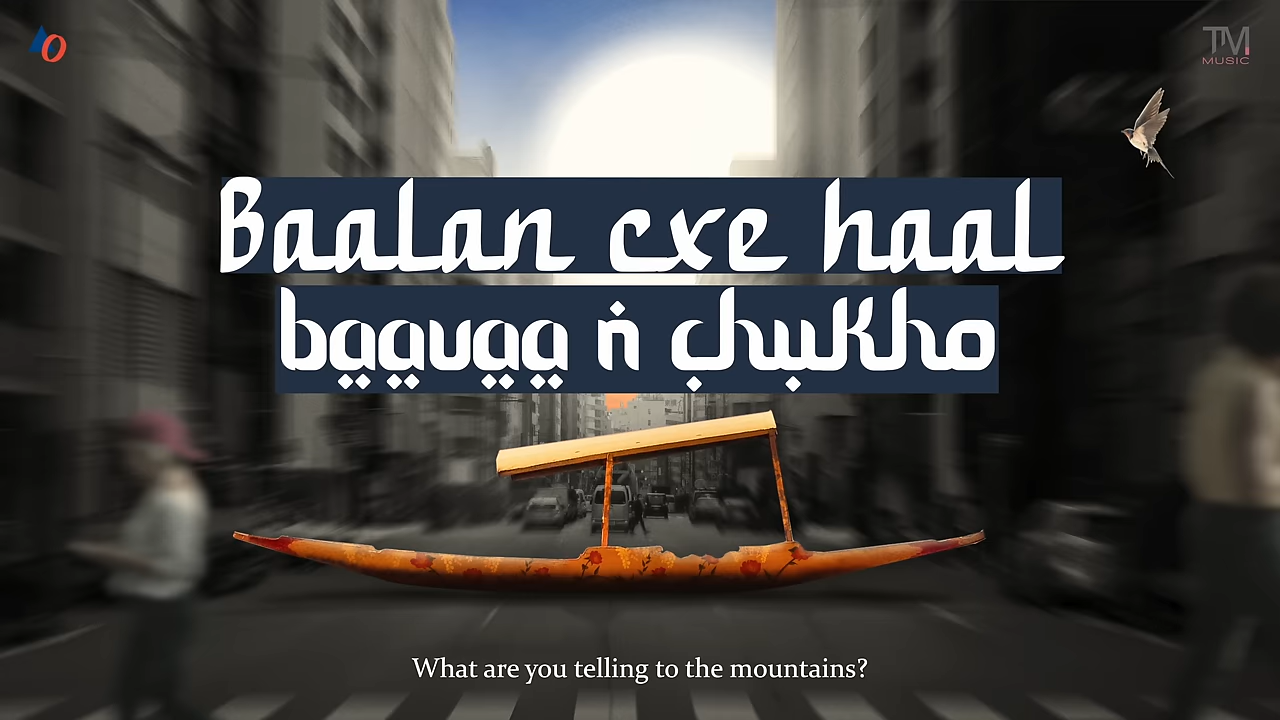 TM
MUSIC
Baalan cxe haal
baavaa ṅ chukho
What are you telling to the mountains?